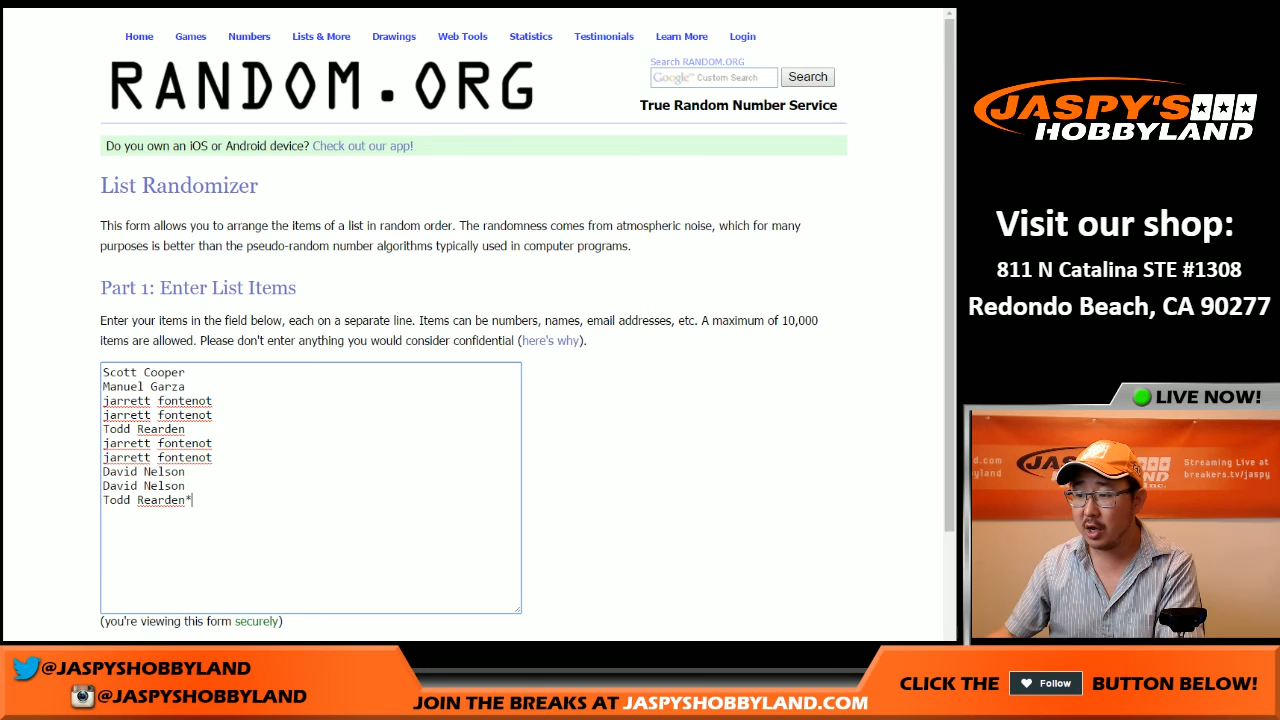 Home Games Numbers Lists & More Drawings Web Tools Statistics Testimonials Learn More Login
RANDOM.ORG
Search RANDOM.ORG
Google™ Custom Search Search
True Random Number Service
Do you own an iOS or Android device? Check out our app!
List Randomizer
This form allows you to arrange the items of a list in random order. The randomness comes from atmospheric noise, which for many
purposes is better than the pseudo-random number algorithms typically used in computer programs.
Part 1: Enter List Items
Enter your items in the field below, each on a separate line. Items can be numbers, names, email addresses, etc. A maximum of 10,000
items are allowed. Please don't enter anything you would consider confidential (here's why).
Scott Cooper
Manuel Garza
jarrett fontenot
jarrett fontenot
Todd Rearden
jarrett fontenot
jarrett fontenot
David Nelson
David Nelson
Todd Rearden*
(you're viewing this form securely)
JASPY'S
HOBBYLAND
Visit our shop:
811 N Catalina STE #1308
Redondo Beach, CA 90277
LIVE NOW!
Streaming Live at
breakers.tv/jaspy
@JASPYSHOBBYLAND
@JASPYSHOBBYLAND
JOIN THE BREAKS AT JASPYSHOBBYLAND.COM
CLICK THE Follow BUTTON BELOW!